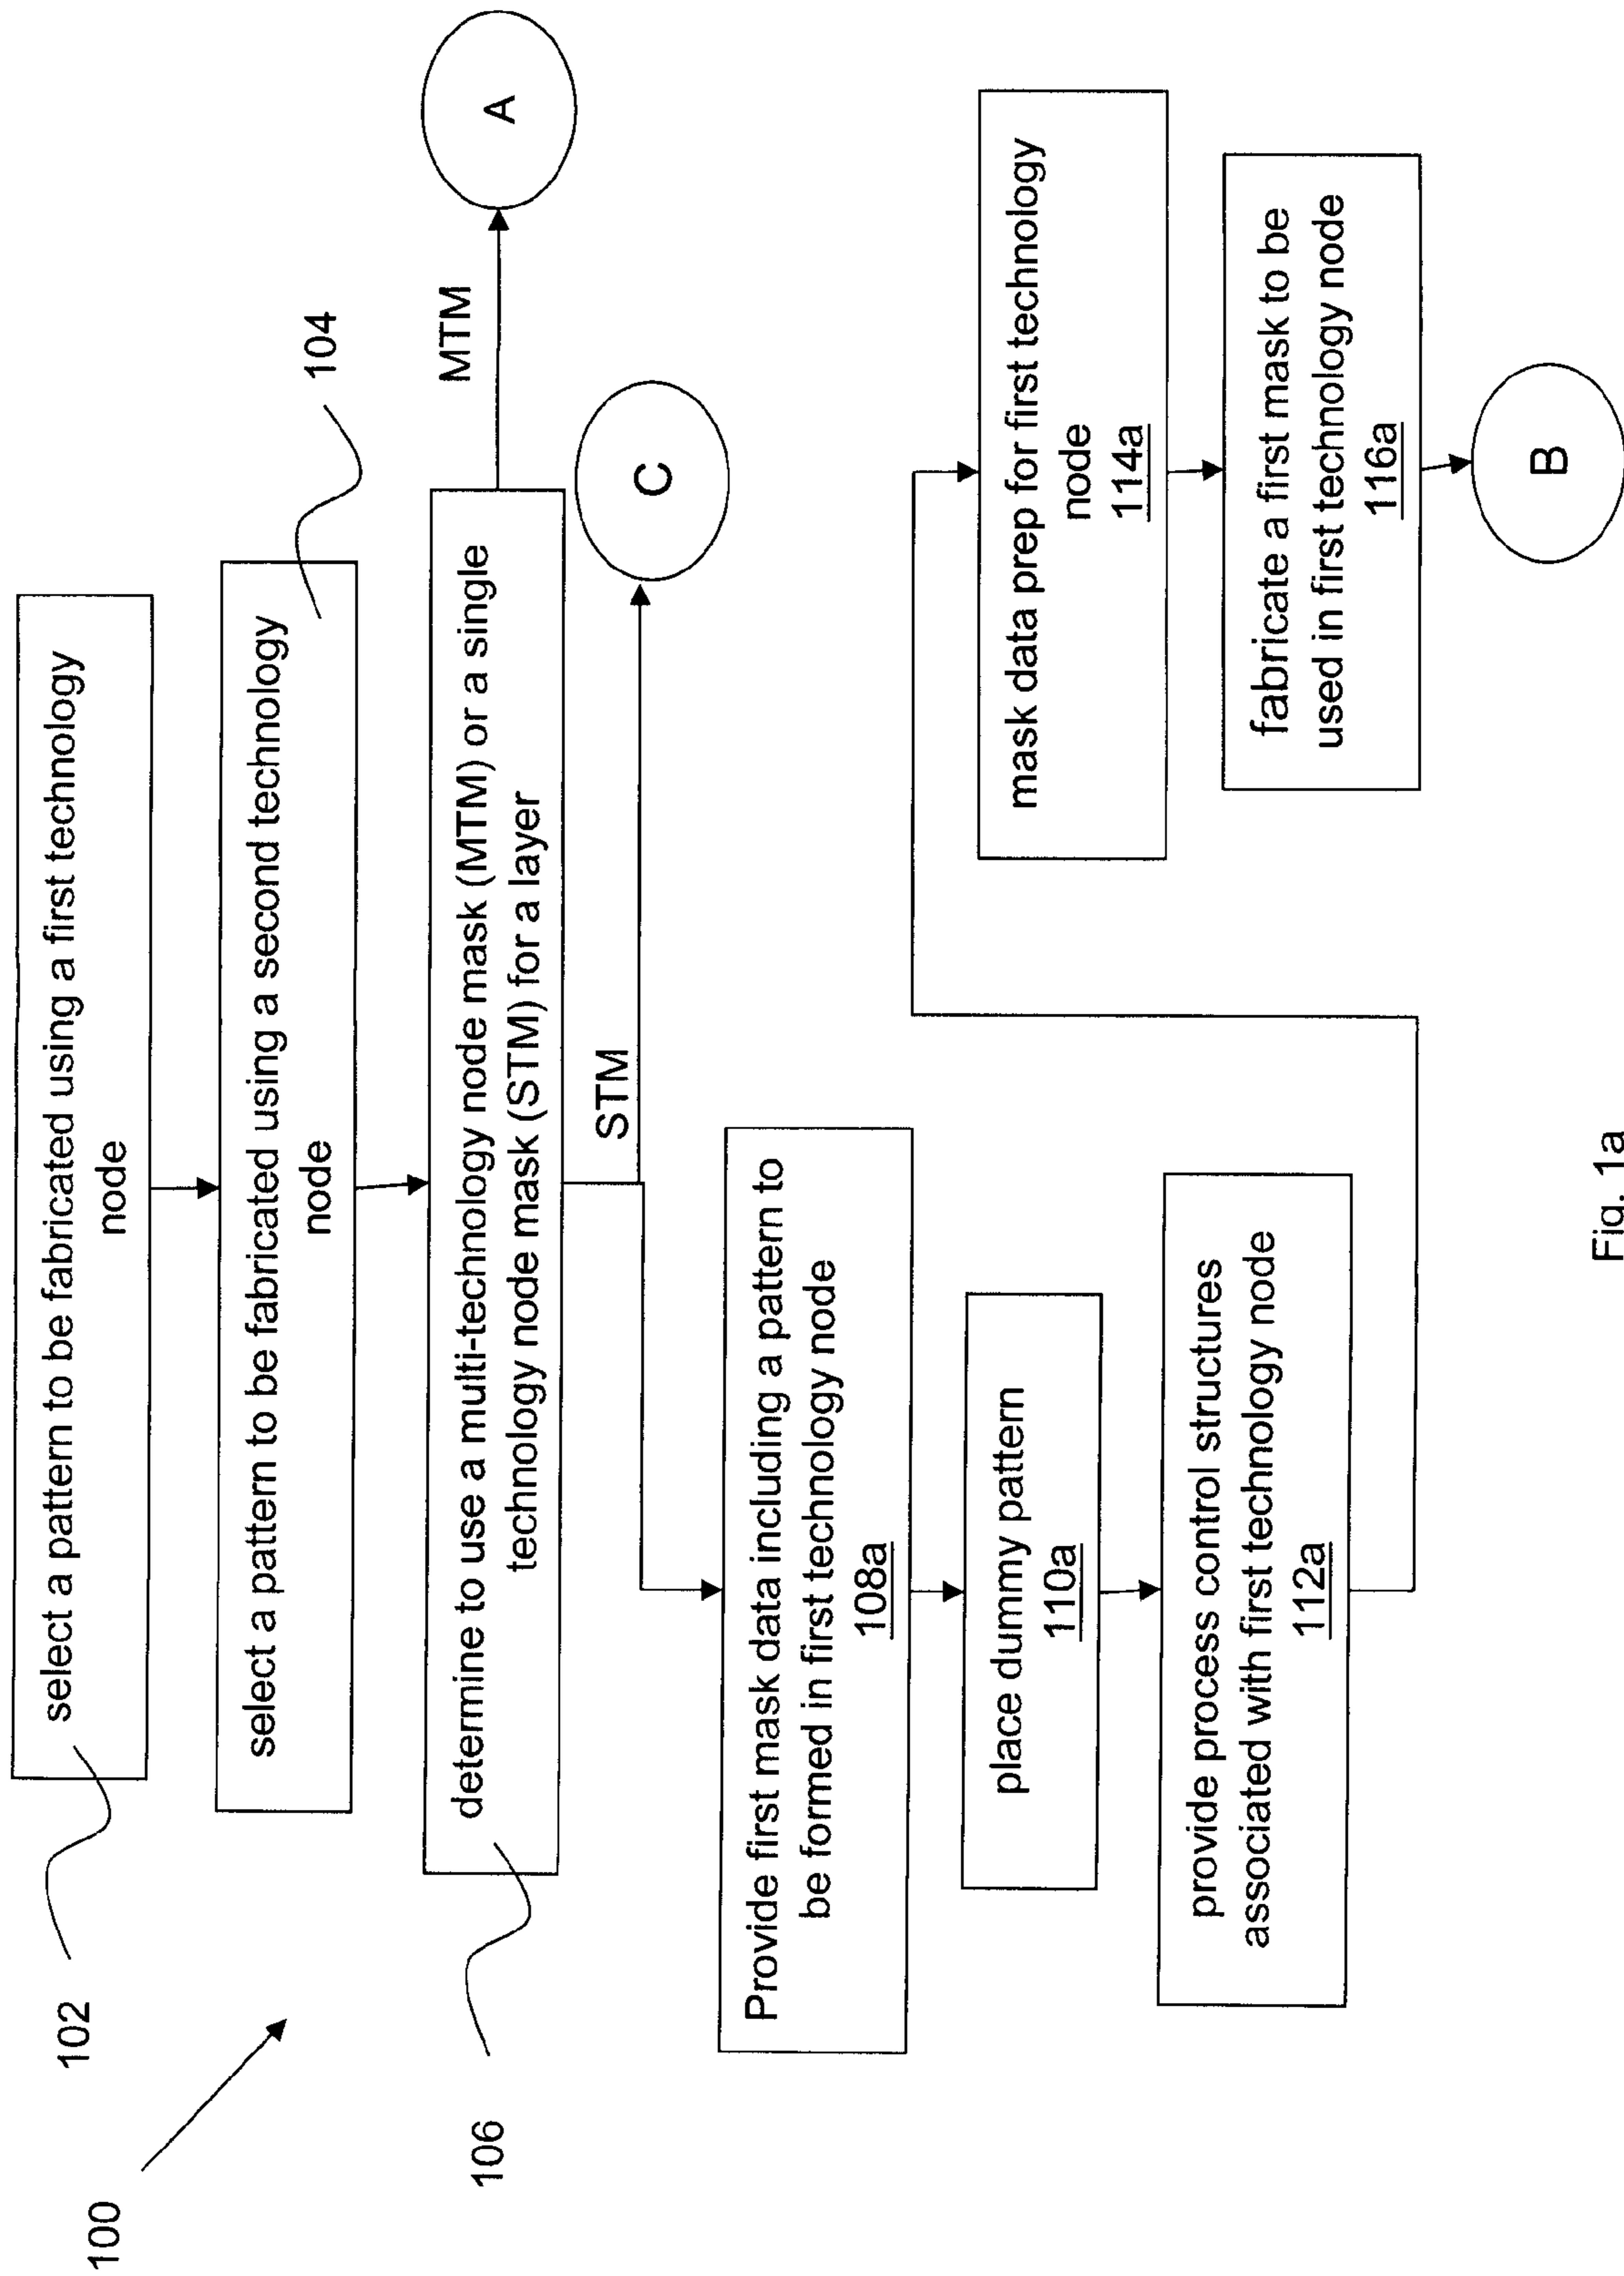 100
102
select a pattern to be fabricated using a first technology
node
104
select a pattern to be fabricated using a second technology
node
106
determine to use a multi-technology node mask (MTM) or a single
technology node mask (STM) for a layer
MTM
A
STM
C
Provide first mask data including a pattern to
be formed in first technology node
108a
place dummy pattern
110a
provide process control structures
associated with first technology node
112a
mask data prep for first technology
node
114a
fabricate a first mask to be
used in first technology node
116a
B
Fig. 1a